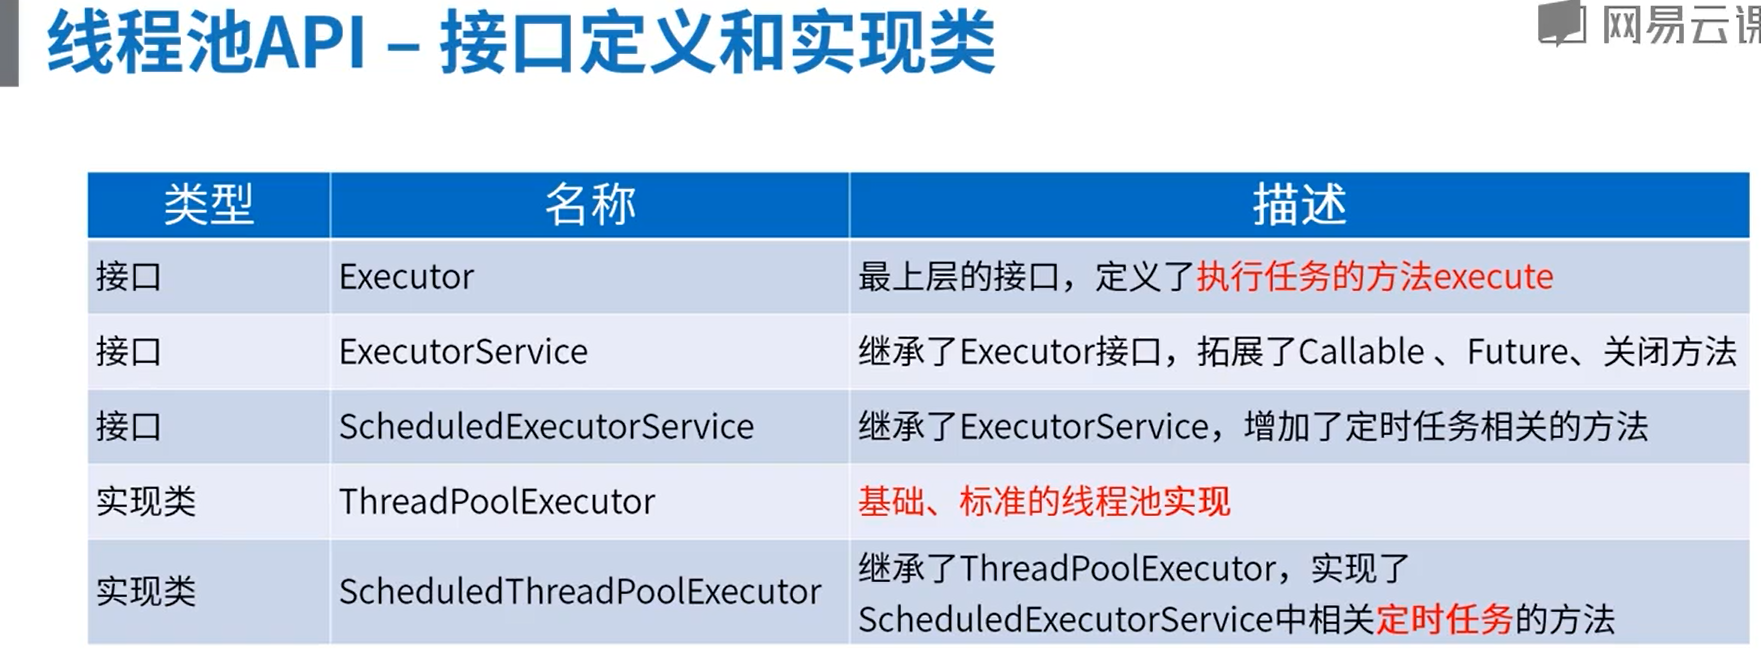 线程池API – 接口定义和实现类
网易云课
类型 名称 描述
接口 Executor 最上层的接口，定义了执行任务的方法execute
接口 ExecutorService 继承了Executor接口，拓展了Callable 、Future、关闭方法
接口 ScheduledExecutorService 继承了ExecutorService，增加了定时任务相关的方法
实现类 ThreadPoolExecutor 基础、标准的线程池实现
实现类 ScheduledThreadPoolExecutor 继承了ThreadPoolExecutor，实现了
ScheduledExecutorService中相关定时任务的方法